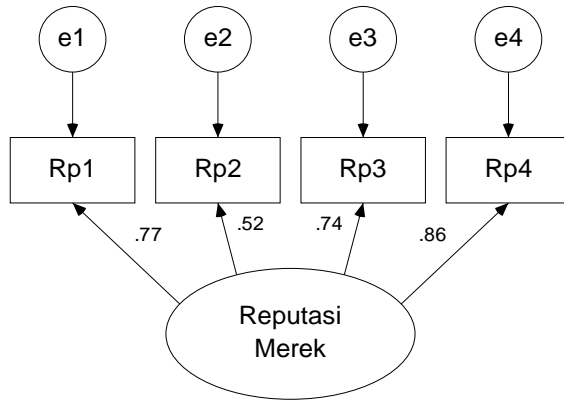 e1
e2
e3
e4
Rp1
Rp2
Rp3
Rp4
.77
.52
.74
.86
Reputasi
Merek